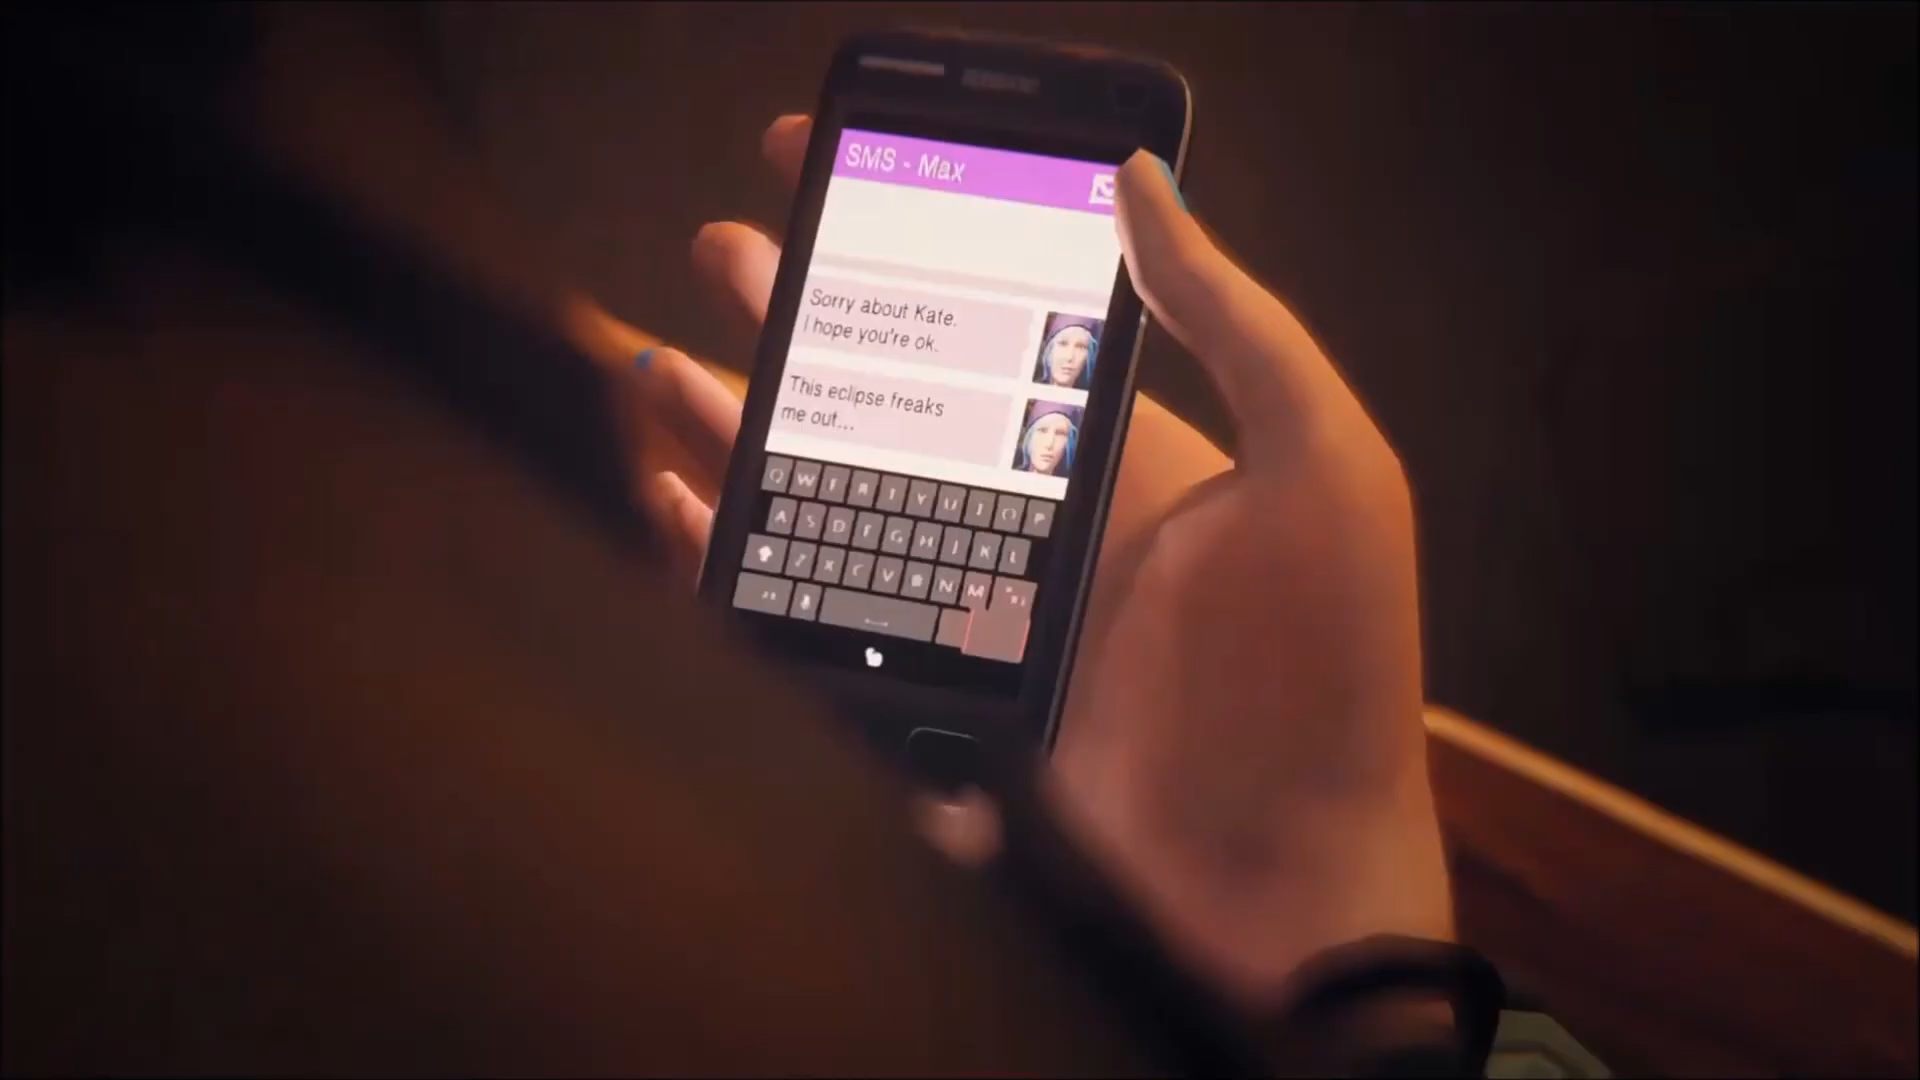 SMS - Max
Sorry about Kate.
I hope you're ok.
This eclipse freaks
me out...
Q W E R T Y U I O P
A S D F G H J K L
Z X C V B N M